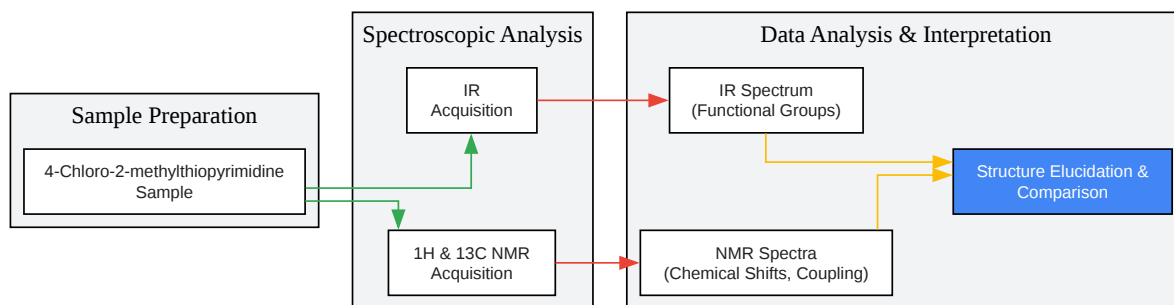 Sample Preparation
4-Chloro-2-methylthiopyrimidine
Sample
Spectroscopic Analysis
IR
Acquisition
1H & 13C NMR
Acquisition
Data Analysis & Interpretation
IR Spectrum
(Functional Groups)
NMR Spectra
(Chemical Shifts, Coupling)
Structure Elucidation &
Comparison